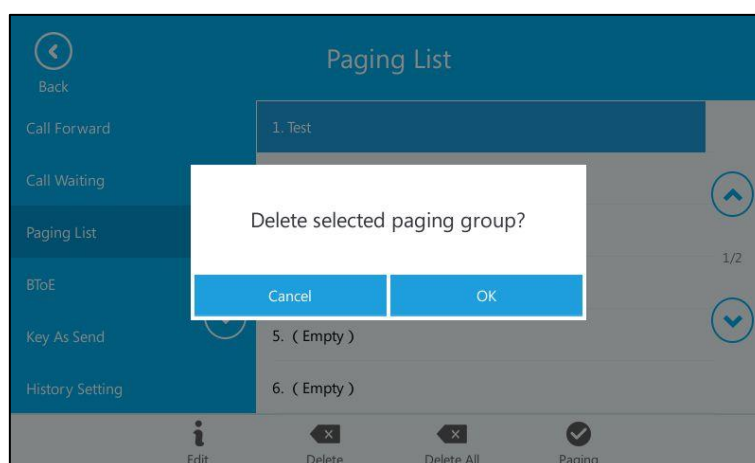 Paging List
Back
Call Forward
1. Test
Call Waiting
Delete selected paging group?
Paging List
1/2
BToE
Cancel
OK
Key As Send
5. ( Empty )
History Setting
6. ( Empty )
Edit
Delete
Delete All
Paging